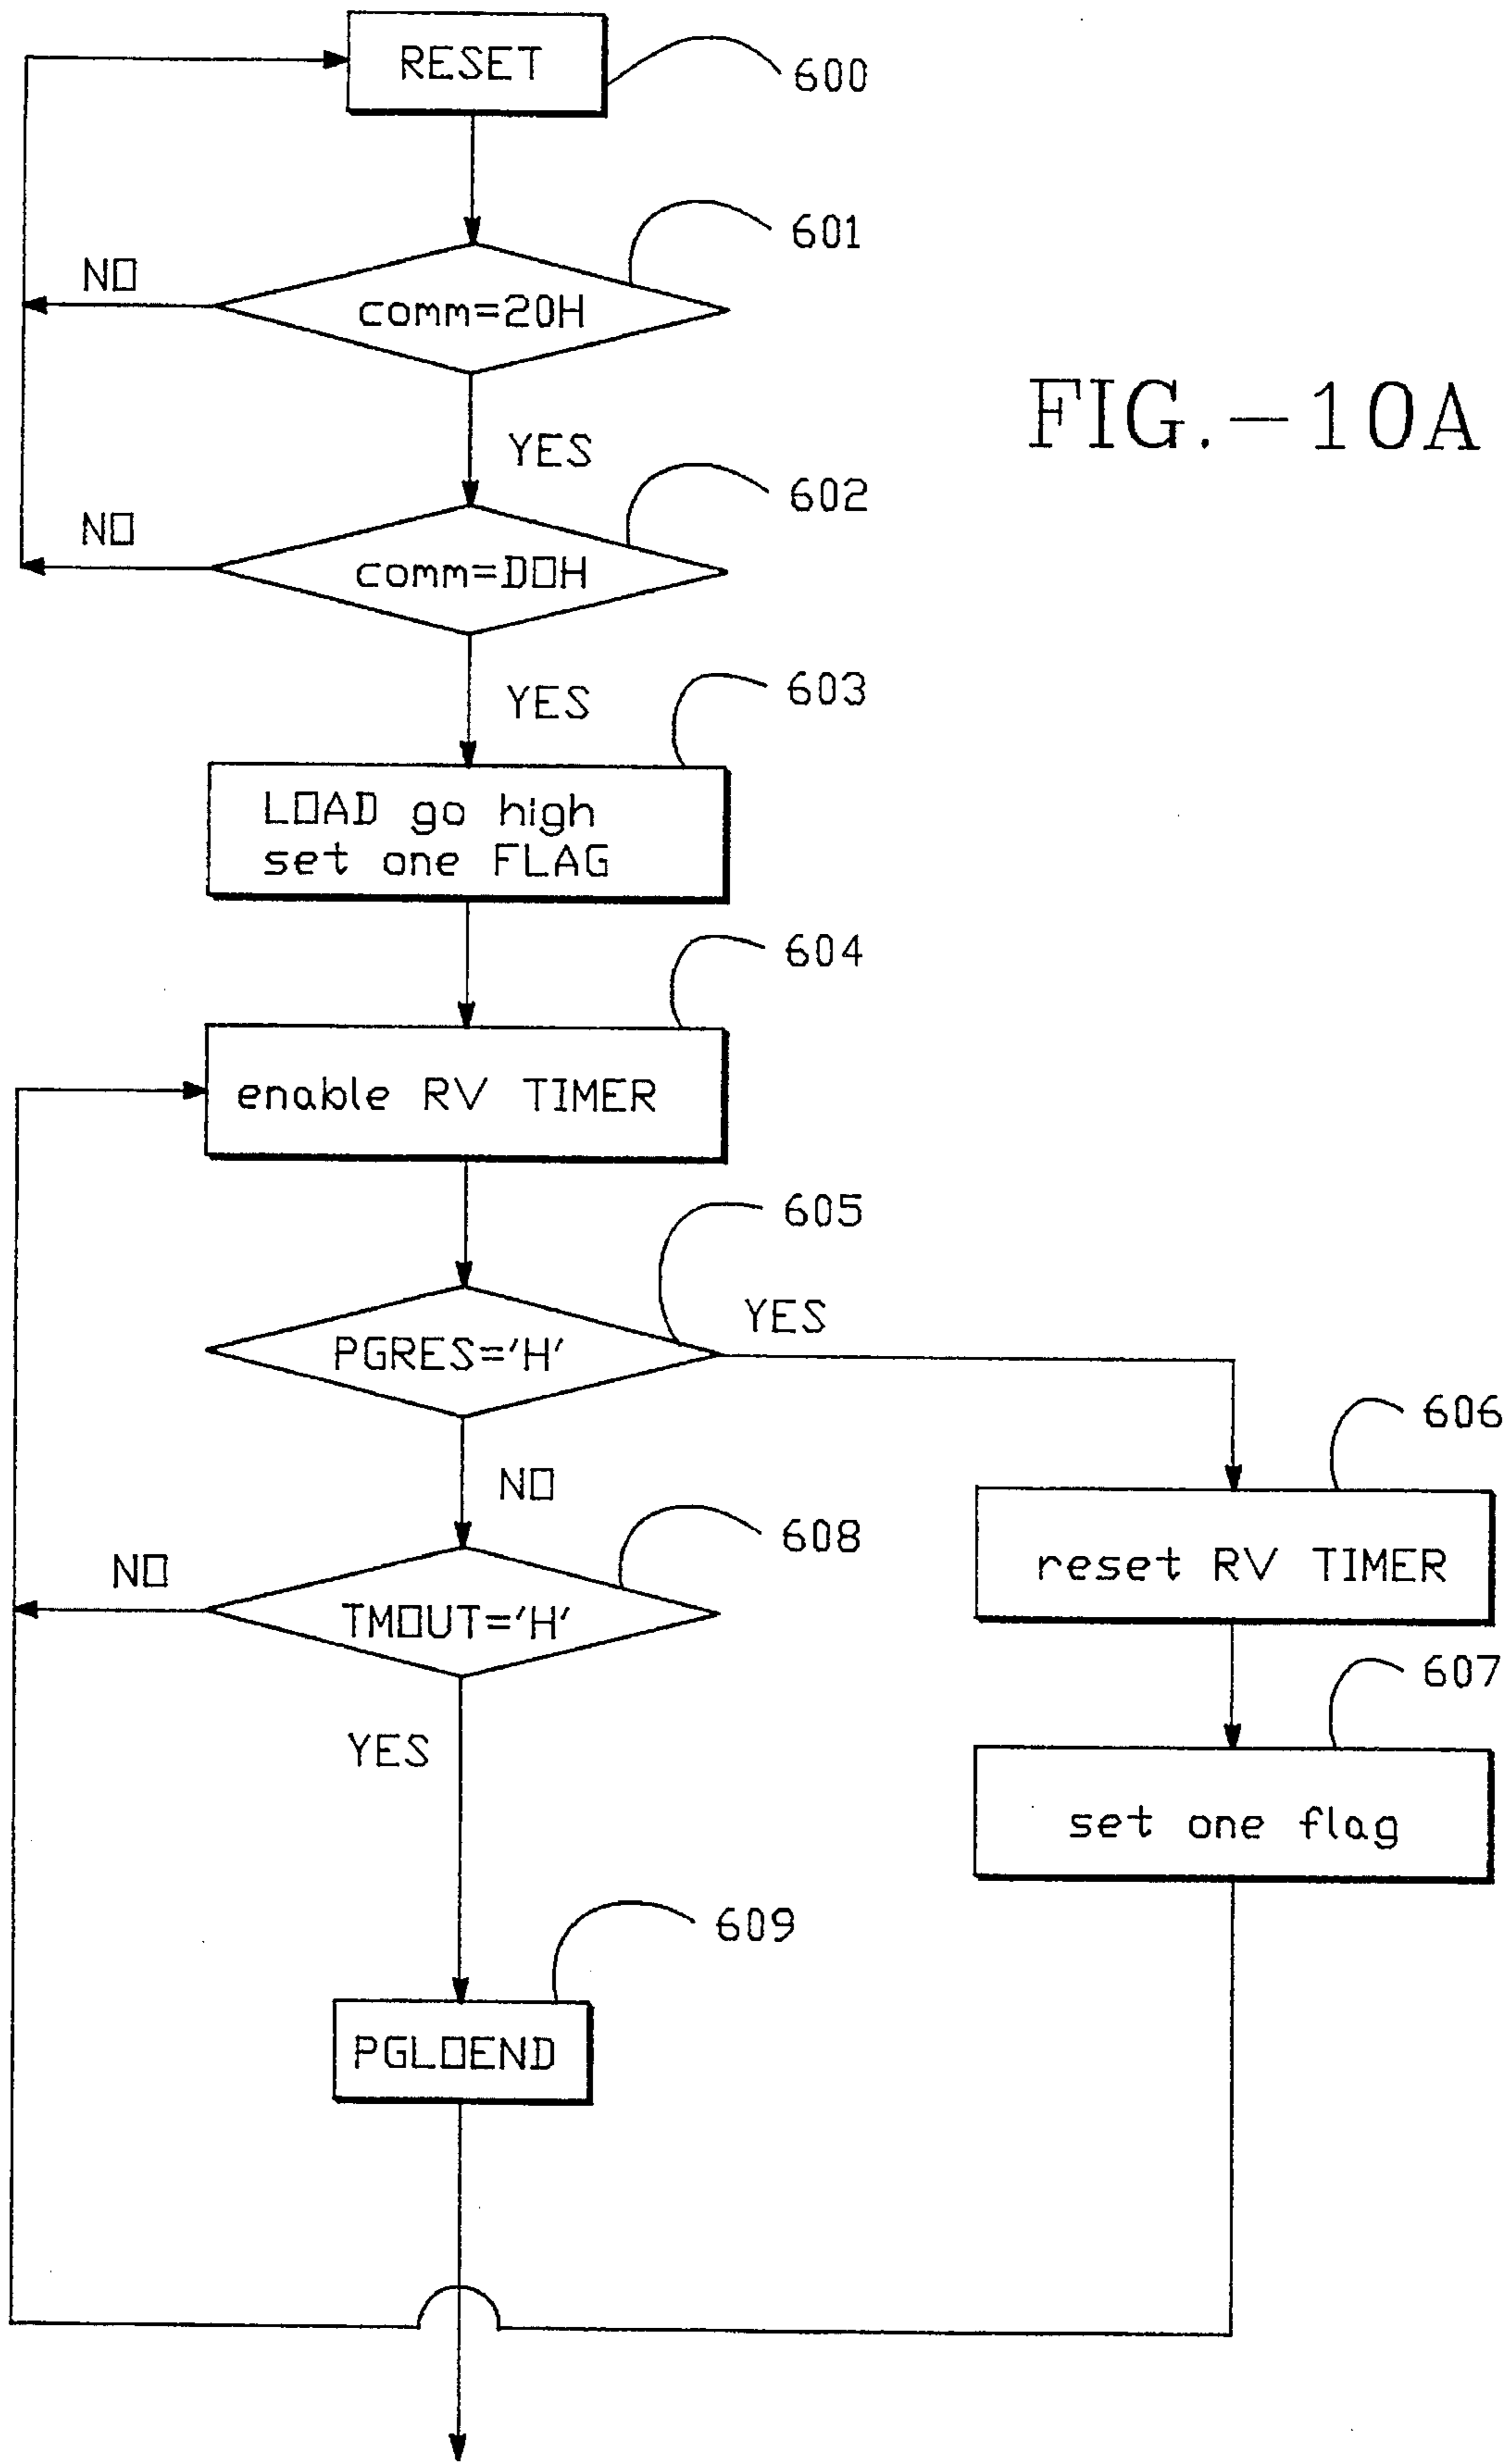 RESET
600
601
NO
comm=20H
FIG.-10A
YES
602
NO
comm=D0H
YES
603
LOAD go high
set one FLAG
604
enable RV TIMER
605
YES
PGRES='H'
606
NO
608
NO
reset RV TIMER
TMOUT='H'
607
YES
set one flag
609
PGLOEND